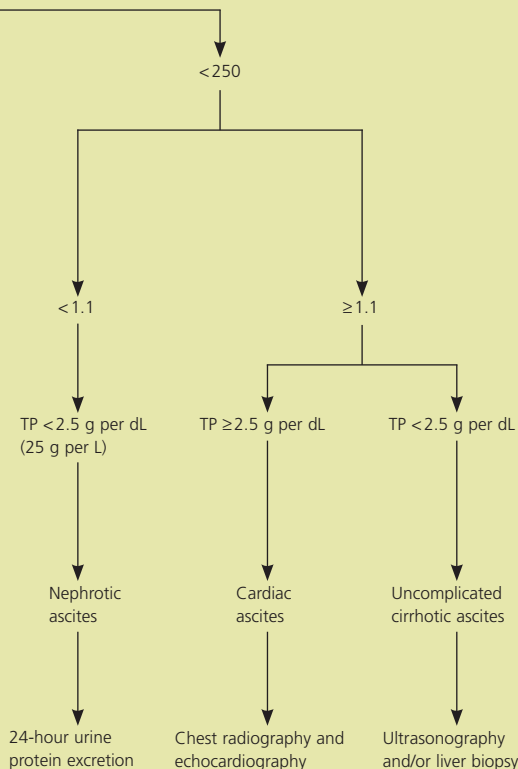 <250
<1.1
≥1.1
TP <2.5 g per dL
(25 g per L)
TP ≥2.5 g per dL
TP <2.5 g per dL
Nephrotic
ascites
Cardiac
ascites
Uncomplicated
cirrhotic ascites
24-hour urine
protein excretion
Chest radiography and
echocardiography
Ultrasonography
and/or liver biopsy